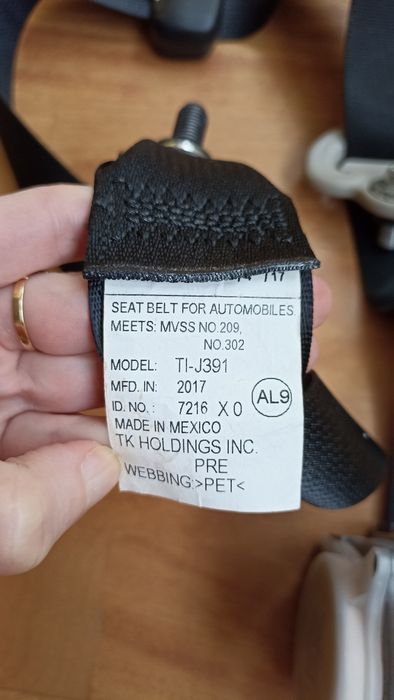 SEAT BELT FOR AUTOMOBILES
MEETS: MVSS NO.209,
NO.302
MODEL: TI-J391
MFD. IN: 2017
ID. NO.: 7216 X 0 AL9
MADE IN MEXICO
TK HOLDINGS INC.
PRE
WEBBING:>PET<